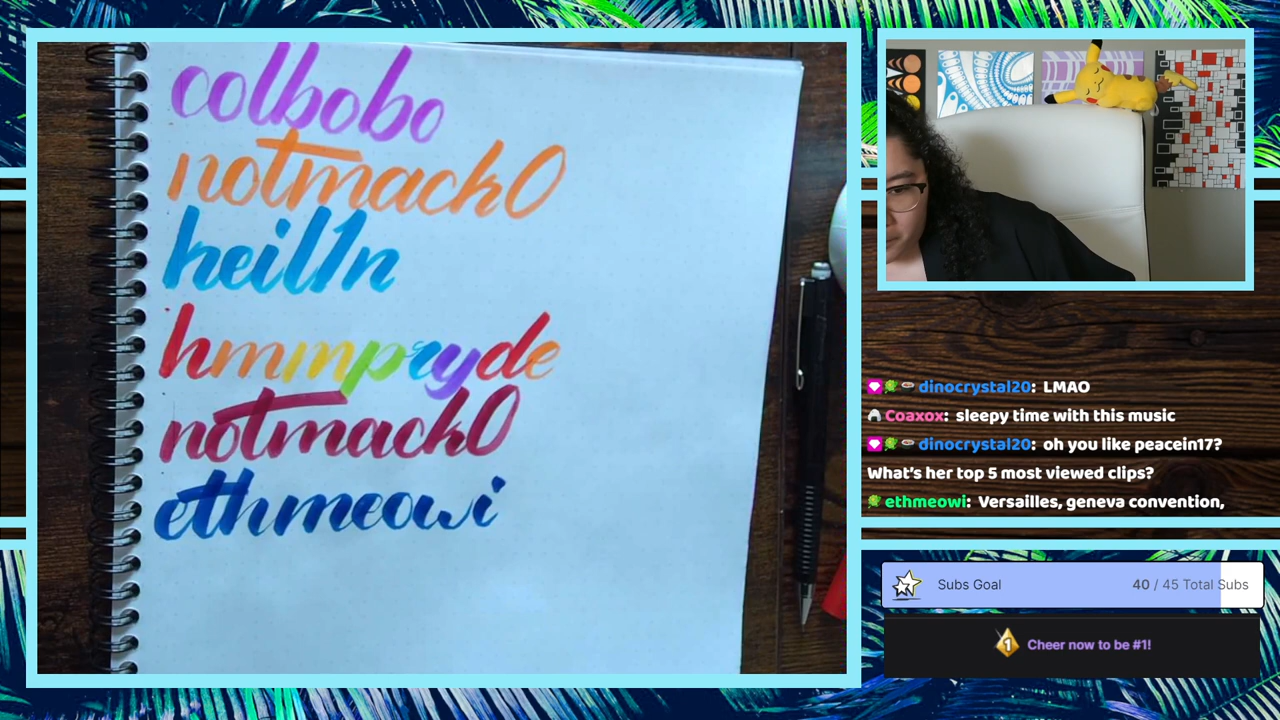 colbobo
notmack0
heil1n
hmmpryde
notmack0
ethmeowi
dinocrystal20: LMAO
Coaxox: sleepy time with this music
dinocrystal20: oh you like peacein17?
What's her top 5 most viewed clips?
ethmeowi: Versailles, geneva convention,
Subs Goal 40 / 45 Total Subs
1 Cheer now to be #1!